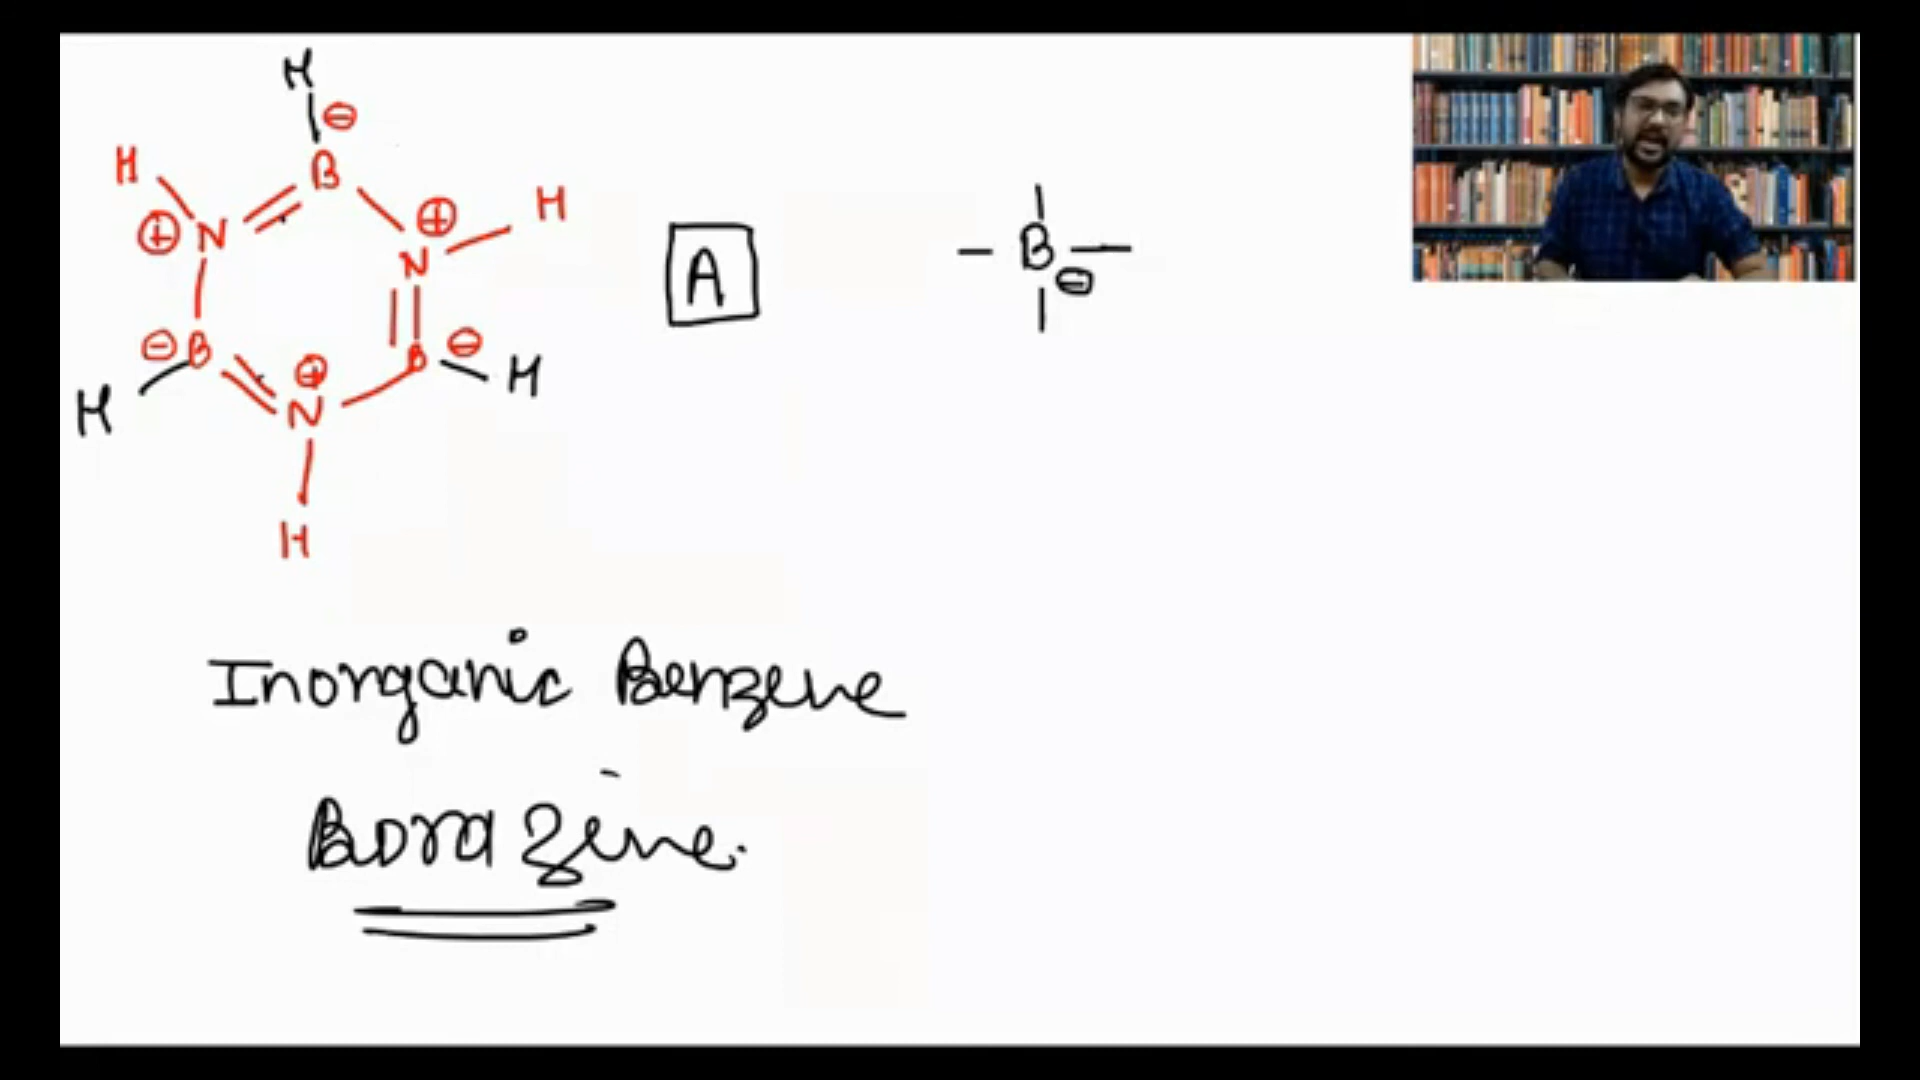 H
⊖
H
B
H
⊕ N
⊕
N
A
B
⊖
⊖ B
⊕
B ⊖
H
H
N
H
Inorganic Benzene
Borazine.